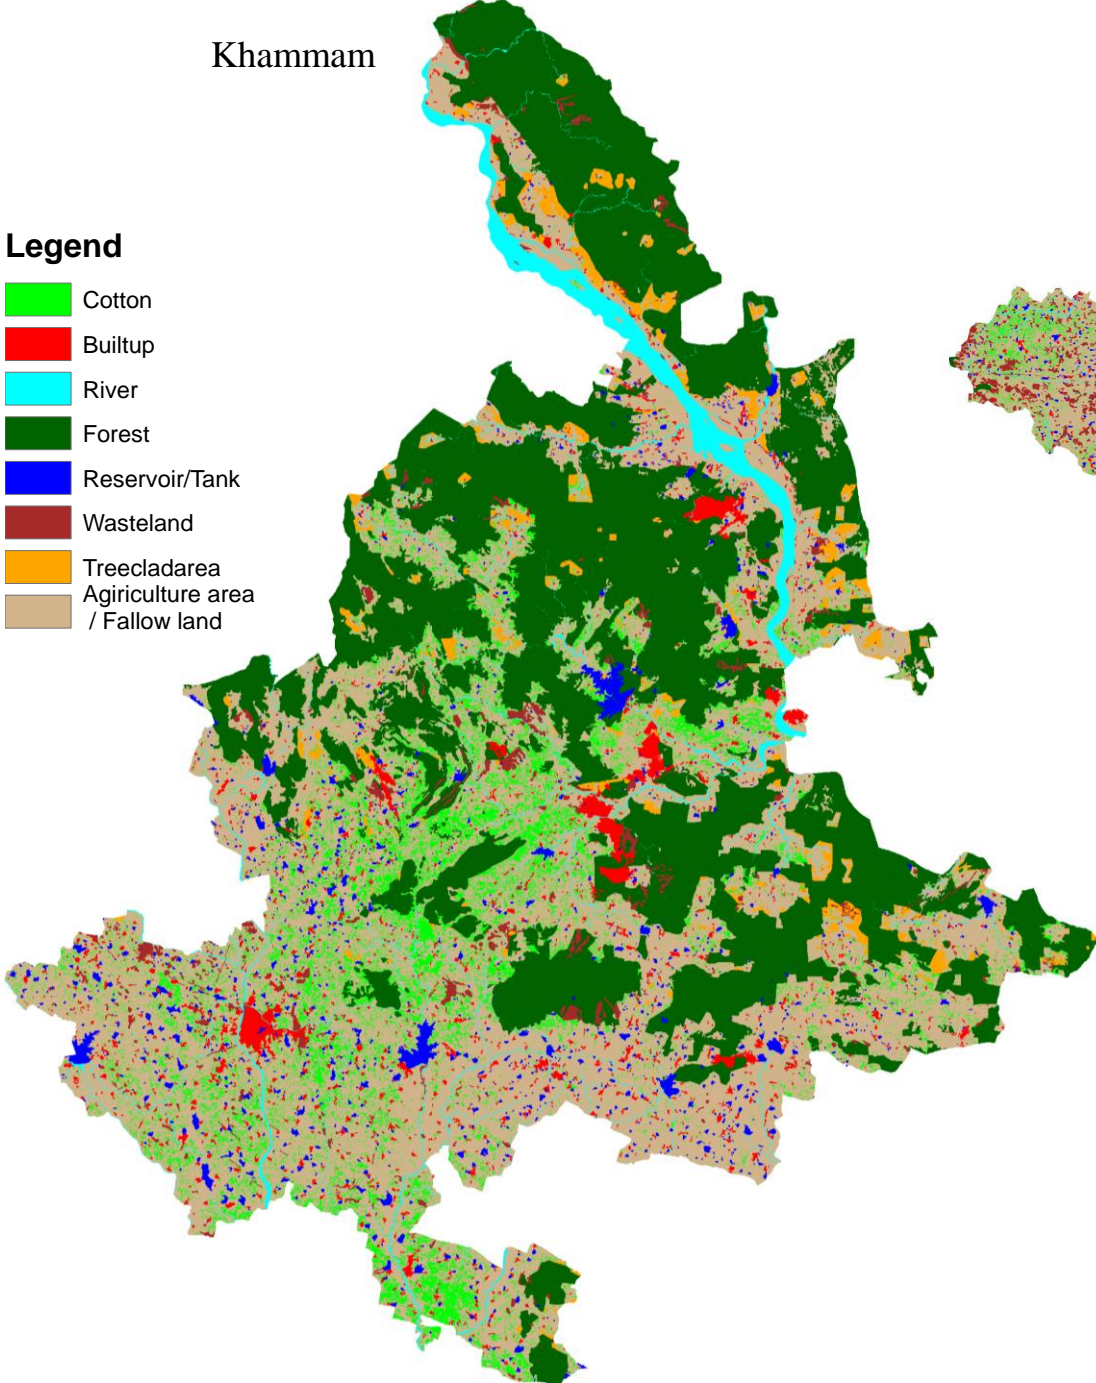 Khammam
Legend
Cotton
Builtup
River
Forest
Reservoir/Tank
Wasteland
Treecladarea
Agiriculture area
/ Fallow land